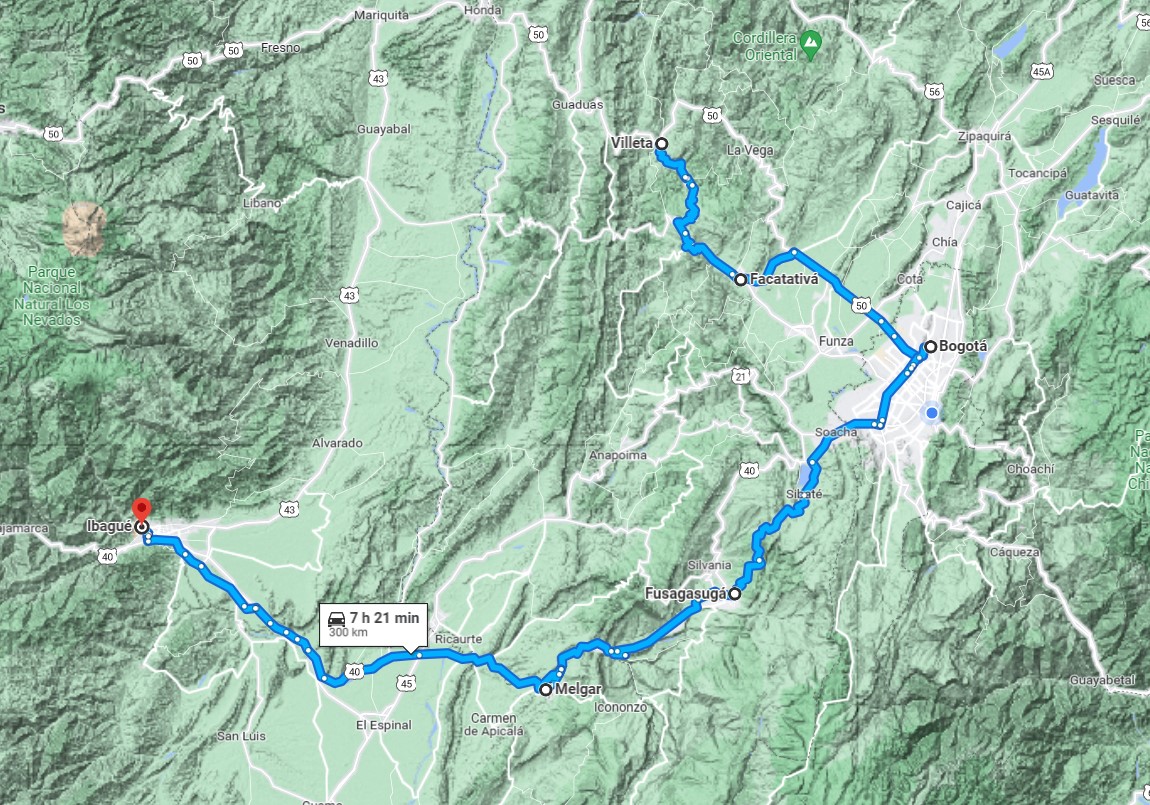 Mariquita
Honda
50
56
Cordillera
Oriental
Fresno
50
50
43
45A
Suesca
56
Guaduas
50
Sesquilé
50
Guayabal
Villeta
La Vega
Zipaquirá
Tocancipá
Guatavita
Líbano
Cajicá
Chía
Parque
Nacional
Natural Los
Nevados
Facatativá
Cota
43
50
Venadillo
Funza
Bogotá
21
Alvarado
Soacha
Anapoima
40
Choachí
Sibaté
43
Ibagué
ajamarca
40
Cáqueza
Silvania
Fusagasugá
7 h 21 min
300 km
Ricaurte
40
45
Melgar
Guayabetal
Icononzo
Carmen
de Apicalá
El Espinal
San Luis